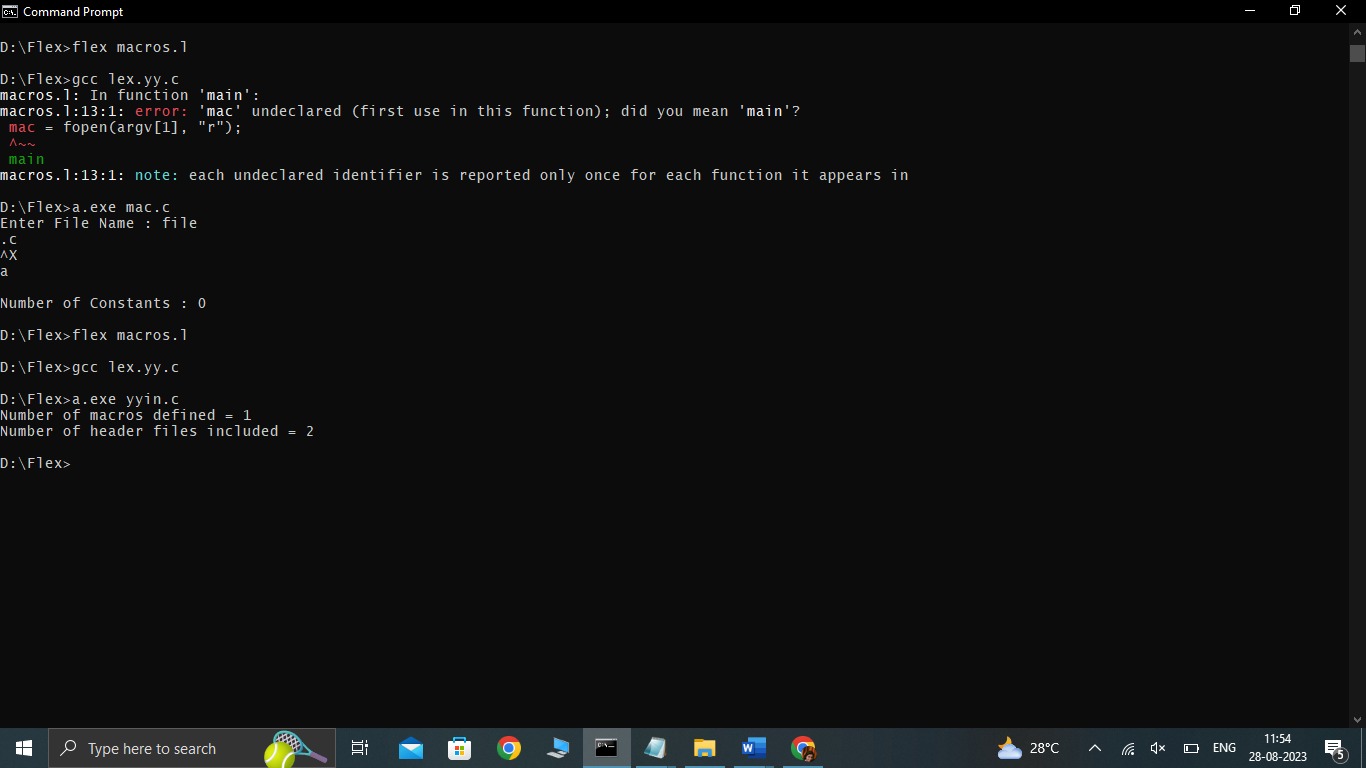 Command Prompt
D:\Flex>flex macros.l
D:\Flex>gcc lex.yy.c
macros.l: In function 'main':
macros.l:13:1: error: 'mac' undeclared (first use in this function); did you mean 'main'?
mac = fopen(argv[1], "r");
^~~
main
macros.l:13:1: note: each undeclared identifier is reported only once for each function it appears in
D:\Flex>a.exe mac.c
Enter File Name : file
.c
^X
a
Number of Constants : 0
D:\Flex>flex macros.l
D:\Flex>gcc lex.yy.c
D:\Flex>a.exe yyin.c
Number of macros defined = 1
Number of header files included = 2
D:\Flex>
Type here to search
28°C
ENG
11:54
28-08-2023
5